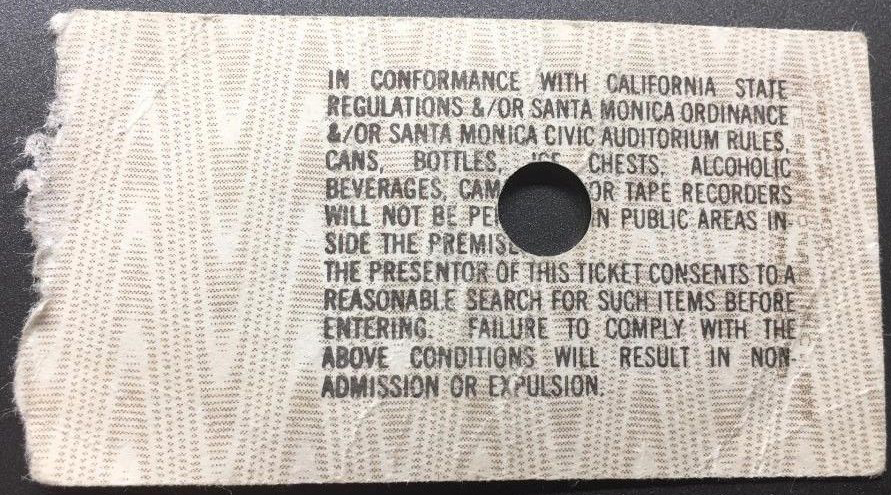 IN CONFORMANCE WITH CALIFORNIA STATE
REGULATIONS &/OR SANTA MONICA ORDINANCE
&/OR SANTA MONICA CIVIC AUDITORIUM RULES,
CANS, BOTTLES, ICE CHESTS, ALCOHOLIC
BEVERAGES, CAM OR TAPE RECORDERS
WILL NOT BE PE N PUBLIC AREAS IN-
SIDE THE PREMISE
THE PRESENTOR OF THIS TICKET CONSENTS TO A
REASONABLE SEARCH FOR SUCH ITEMS BEFORE
ENTERING. FAILURE TO COMPLY WITH THE
ABOVE CONDITIONS WILL RESULT IN NON-
ADMISSION OR EXPULSION.